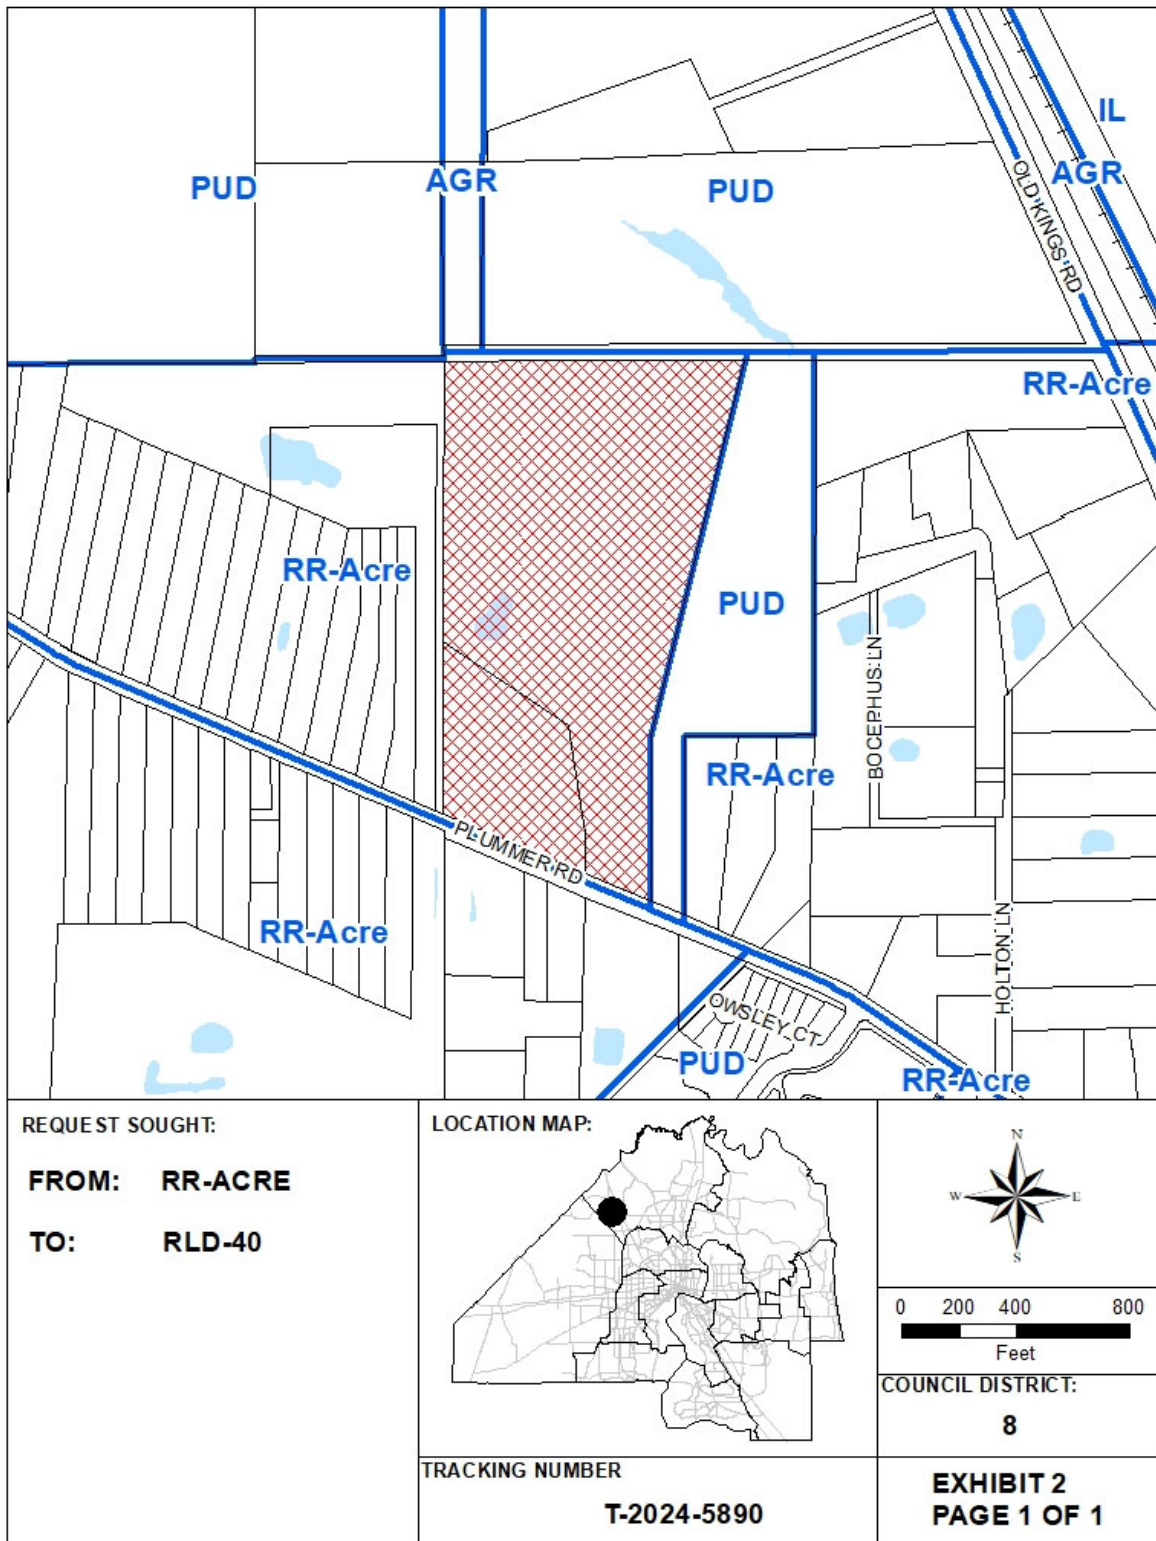 IL
AGR
PUD
AGR
PUD
OLD KINGS RD
RR-Acre
RR-Acre
PUD
BOCEPHUS LN
RR-Acre
PLUMMER RD
RR-Acre
HOLTON LN
OWSLEY CT
PUD
RR-Acre
REQUEST SOUGHT:
FROM: RR-ACRE
TO: RLD-40
LOCATION MAP:
N
W E
S
0 200 400 800
Feet
COUNCIL DISTRICT:
8
TRACKING NUMBER
T-2024-5890
EXHIBIT 2
PAGE 1 OF 1